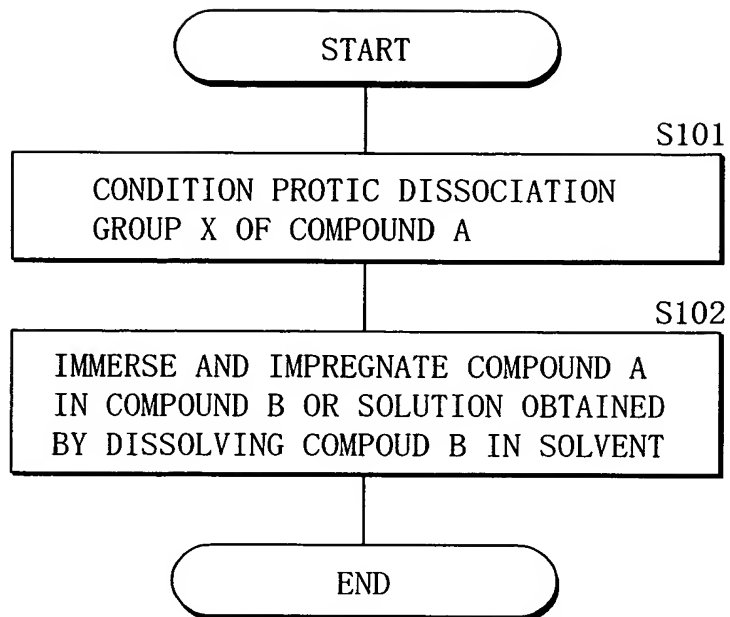 START
S101
CONDITION PROTIC DISSOCIATION
GROUP X OF COMPOUND A
S102
IMMERSE AND IMPREGNATE COMPOUND A
IN COMPOUND B OR SOLUTION OBTAINED
BY DISSOLVING COMPOUD B IN SOLVENT
END